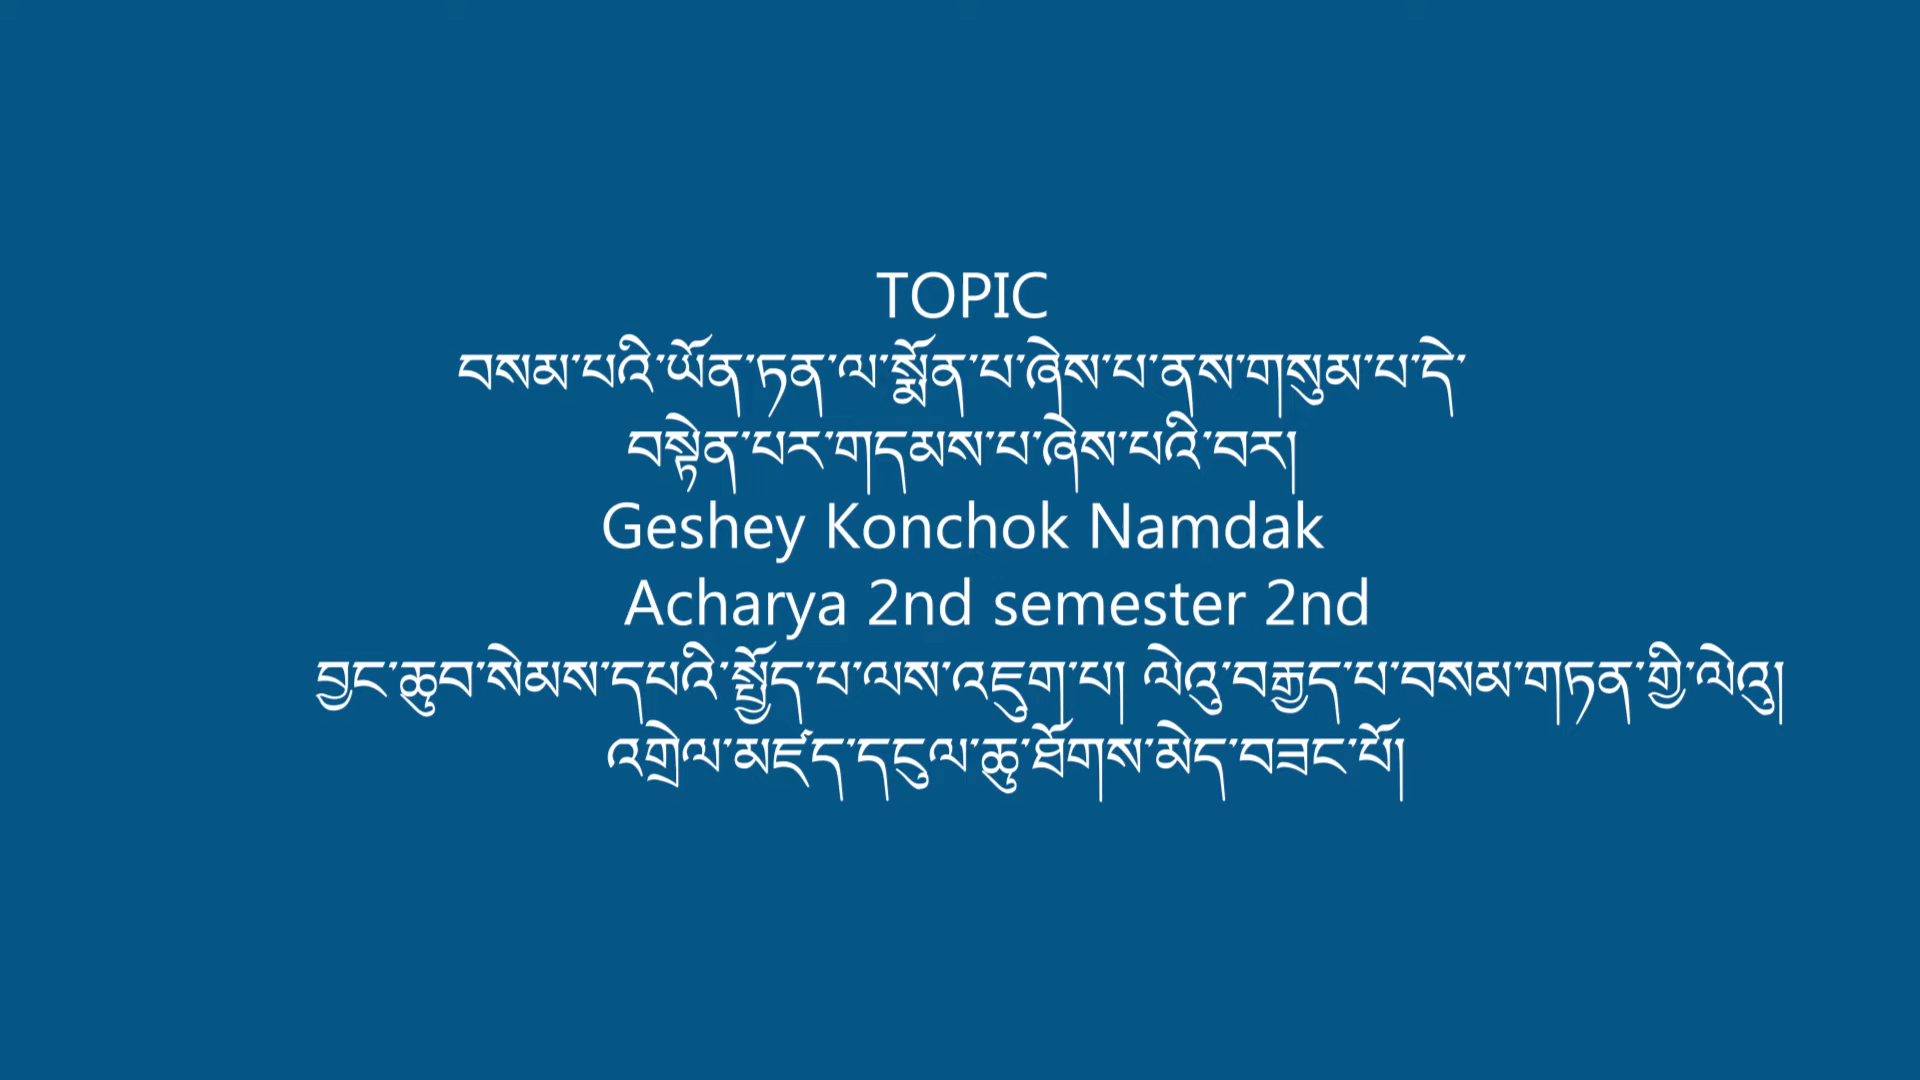 TOPIC
བསམ་པའི་ཡོན་ཏན་ལ་སྨོན་པ་ཞེས་པ་ནས་གསུམ་པ་དེ་
བསྟེན་པར་གདམས་པ་ཞེས་པའི་བར།
Geshey Konchok Namdak
Acharya 2nd semester 2nd
བྱང་ཆུབ་སེམས་དཔའི་སྤྱོད་པ་ལས་འཇུག་པ། ལེའུ་བརྒྱད་པ་བསམ་གཏན་གྱི་ལེའུ།
འགྲེལ་མཛད་དངུལ་ཆུ་ཐོགས་མེད་བཟང་པོ།